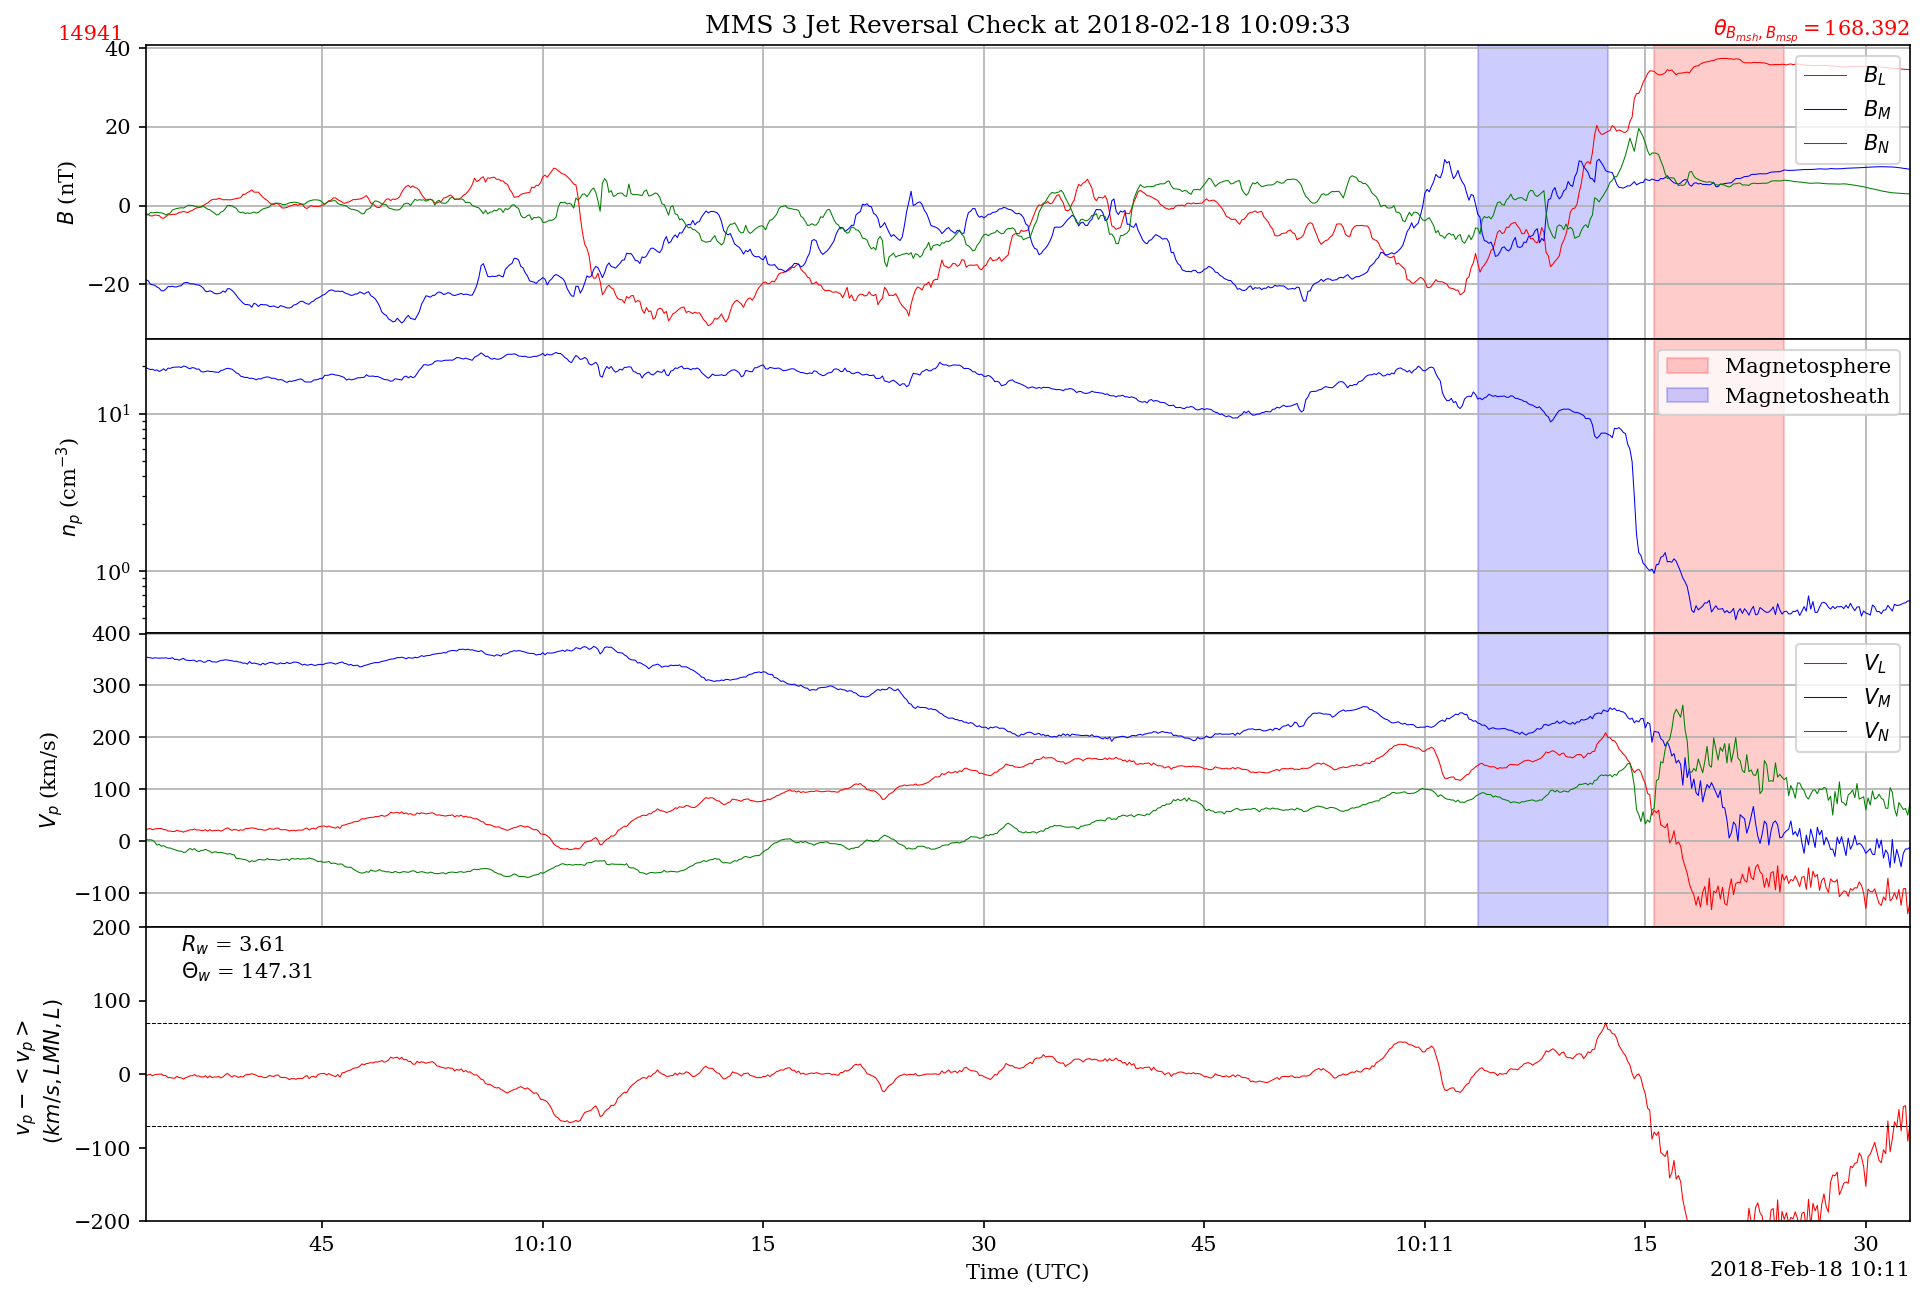 MMS 3 Jet Reversal Check at 2018-02-18 10:09:33
14941
θ_{B_{msh}, B_{msp}} = 168.392
40
20
0
−20
B (nT)
B_L
B_M
B_N
10^1
10^0
n_p (cm^{−3})
Magnetosphere
Magnetosheath
400
300
200
100
0
−100
V_p (km/s)
V_L
V_M
V_N
200
100
0
−100
−200
v_p − <v_p>
(km/s, LMN, L)
R_w = 3.61
Θ_w = 147.31
45 10:10 15 30 45 10:11 15 30
Time (UTC)
2018-Feb-18 10:11